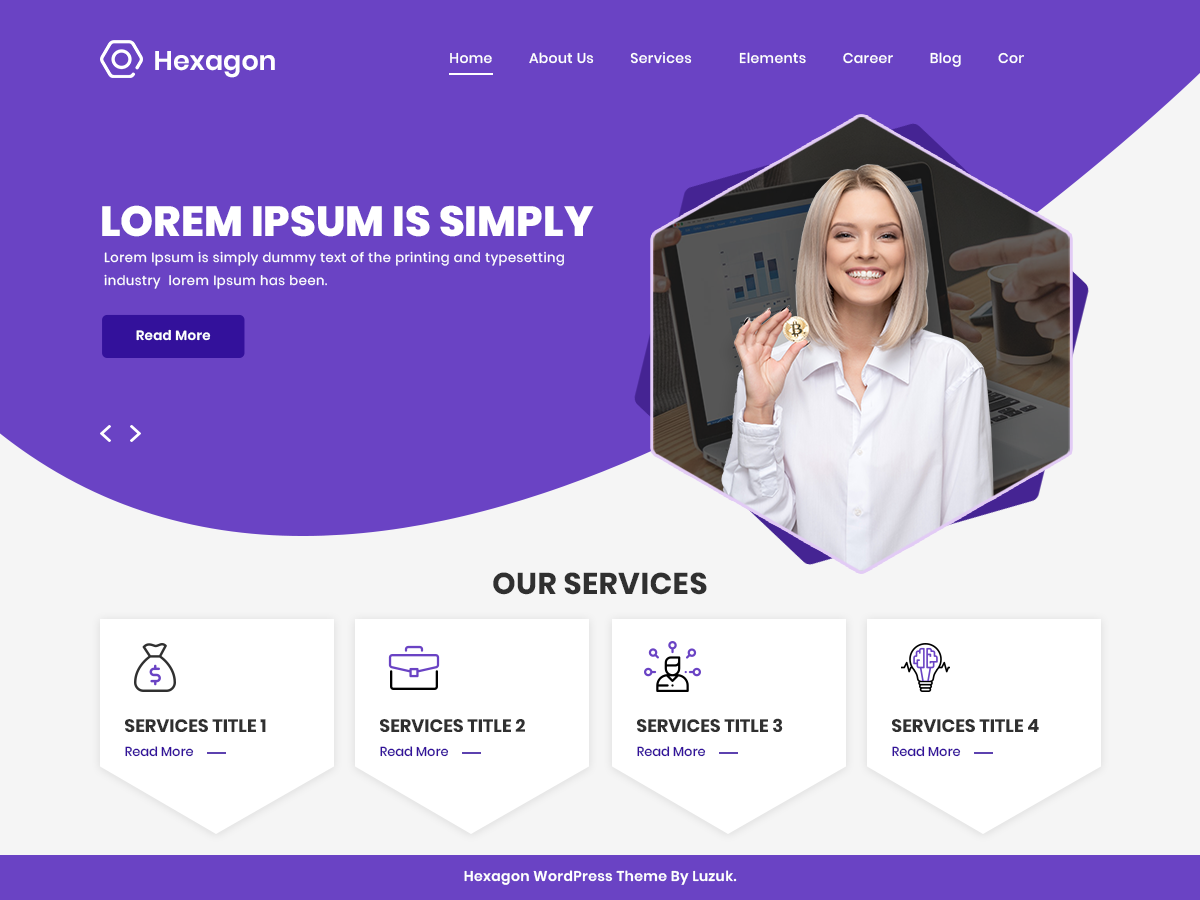 Hexagon
Home About Us Services Elements Career Blog Cor
LOREM IPSUM IS SIMPLY
Lorem Ipsum is simply dummy text of the printing and typesetting
industry lorem Ipsum has been.
Read More
OUR SERVICES
SERVICES TITLE 1
Read More
SERVICES TITLE 2
Read More
SERVICES TITLE 3
Read More
SERVICES TITLE 4
Read More
Hexagon WordPress Theme By Luzuk.